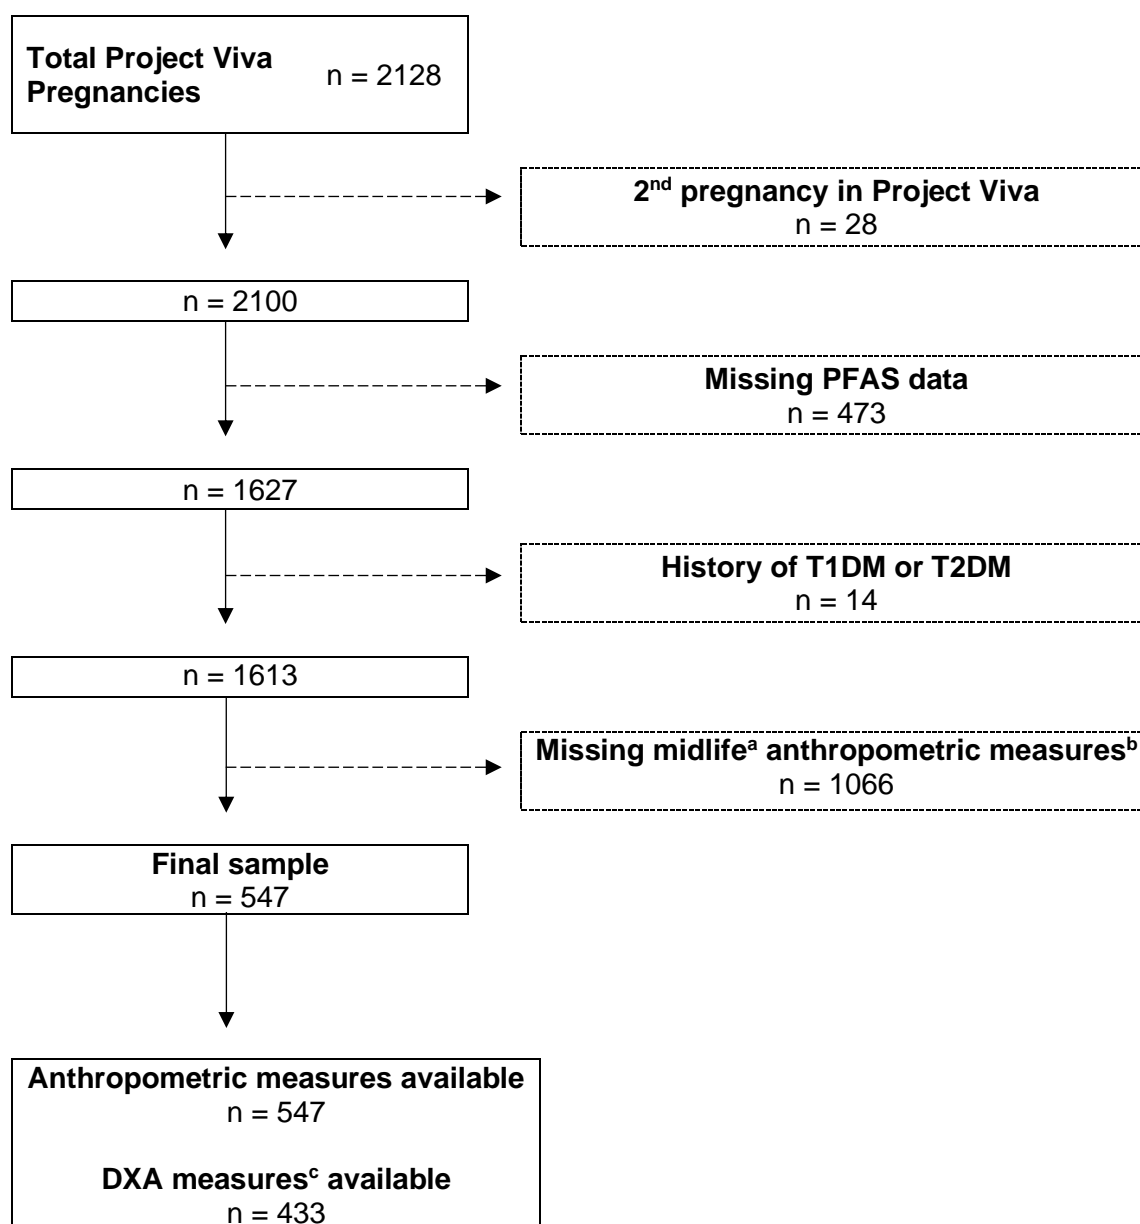 Total Project Viva
Pregnancies
n = 2128
2nd pregnancy in Project Viva
n = 28
n = 2100
Missing PFAS data
n = 473
n = 1627
History of T1DM or T2DM
n = 14
n = 1613
Missing midlifea anthropometric measuresb
n = 1066
Final sample
n = 547
Anthropometric measures available
n = 547
DXA measuresc available
n = 433